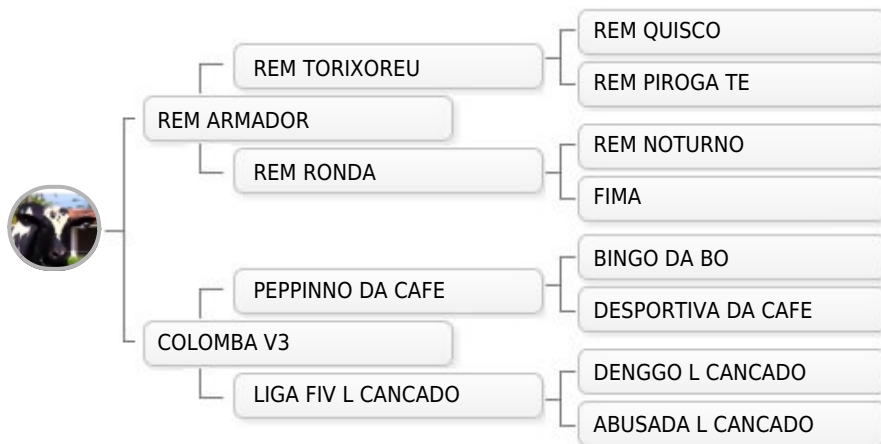 REM QUISCO
REM TORIXOREU
REM PIROGA TE
REM ARMADOR
REM NOTURNO
REM RONDA
FIMA
BINGO DA BO
PEPPINNO DA CAFE
DESPORTIVA DA CAFE
COLOMBA V3
DENGGO L CANCADO
LIGA FIV L CANCADO
ABUSADA L CANCADO